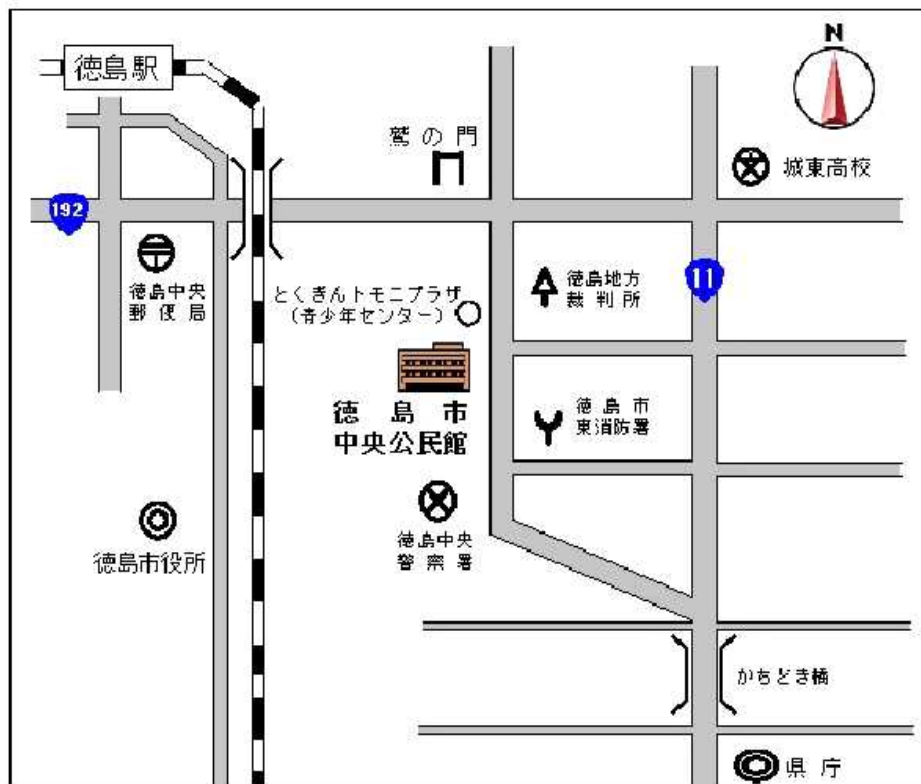 徳島駅
N
鷲の門
城東高校
192
11
徳島中央
郵便局
とくぎんトモニプラザ
(青少年センター)
徳島地方
裁判所
徳島市
中央公民館
徳島市
東消防署
徳島中央
警察署
徳島市役所
かちどき橋
県庁